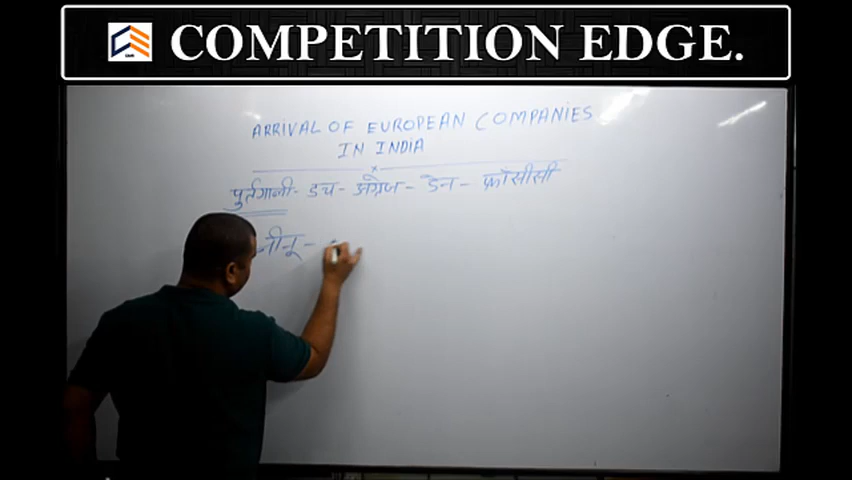 COMPETITION EDGE.
ARRIVAL OF EUROPEAN COMPANIES
IN INDIA
पुर्तगाली - डच - अंग्रेज - डेन - फ्रांसीसी